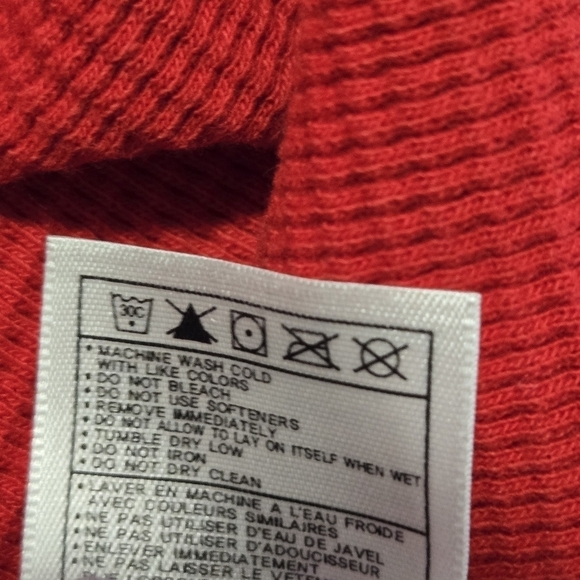 30C
• MACHINE WASH COLD
WITH LIKE COLORS
• DO NOT BLEACH
• DO NOT USE SOFTENERS
• REMOVE IMMEDIATELY
• DO NOT ALLOW TO LAY ON ITSELF WHEN WET
• TUMBLE DRY LOW
• DO NOT IRON
• DO NOT DRY CLEAN
• LAVER EN MACHINE A L'EAU FROIDE
AVEC COULEURS SIMILAIRES
• NE PAS UTILISER D'EAU DE JAVEL
• NE PAS UTILISER D'ADOUCISSEUR
• ENLEVER IMMEDIATEMENT
• NE PAS LAISSER LE